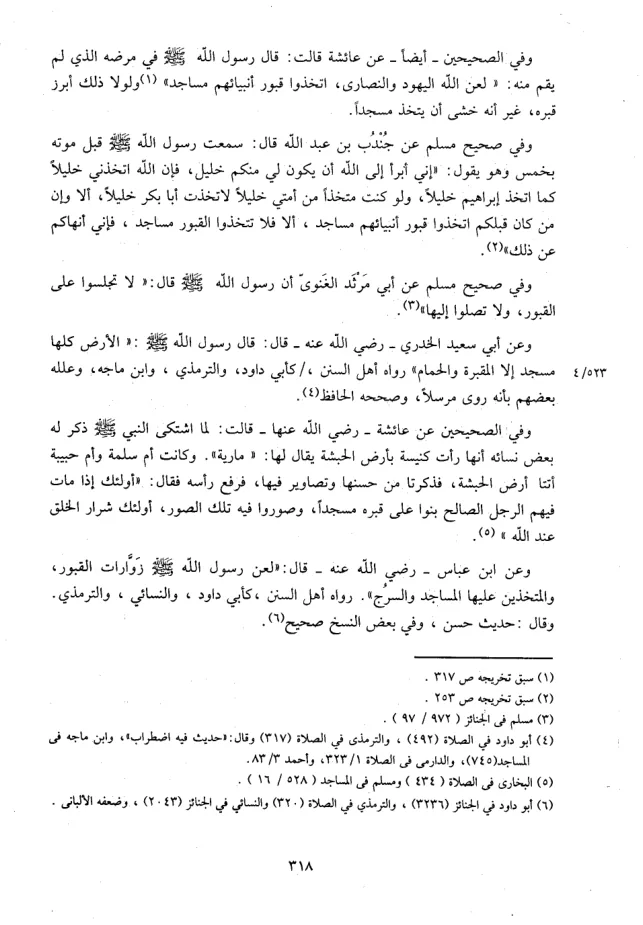 وفي الصحيحين ـ أيضاً ـ عن عائشة قالت: قال رسول الله ﷺ في مرضه الذي لم
يقم منه: « لعن الله اليهود والنصارى، اتخذوا قبور أنبيائهم مساجد» (١)ولولا ذلك أبرز
قبره، غير أنه خشى أن يتخذ مسجداً.
وفي صحيح مسلم عن جُنْدُب بن عبد الله قال: سمعت رسول الله ﷺ قبل موته
بخمس وهو يقول: «إني أبرأ إلى الله أن يكون لي منكم خليل، فإن الله اتخذني خليلاً
كما اتخذ إبراهيم خليلاً، ولو كنت متخذاً من أمتي خليلاً لاتخذت أبا بكر خليلاً، ألا وإن
من كان قبلكم اتخذوا قبور أنبيائهم مساجد ، ألا فلا تتخذوا القبور مساجد ، فإني أنهاكم
عن ذلك»(٢).
وفي صحيح مسلم عن أبي مَرْثَد الغَنوىّ أن رسول الله ﷺ قال:« لا تجلسوا على
القبور، ولا تصلوا إليها»(٣).
وعن أبي سعيد الخدري ـ رضي الله عنه ـ قال: قال رسول الله ﷺ :« الأرض كلها
٤/٥٢٣ مسجد إلا المقبرة والحمام» رواه أهل السنن ،/كأبي داود، والترمذي ، وابن ماجه، وعلله
بعضهم بأنه روى مرسلاً، وصححه الحافظ(٤).
وفي الصحيحين عن عائشة ـ رضي الله عنها ـ قالت: لما اشتكى النبي ﷺ ذكر له
بعض نسائه أنها رأت كنيسة بأرض الحبشة يقال لها: « مارية». وكانت أم سلمة وأم حبيبة
أتتا أرض الحبشة، فذكرتا من حسنها وتصاوير فيها، فرفع رأسه فقال: «أولئك إذا مات
فيهم الرجل الصالح بنوا على قبره مسجداً، وصوروا فيه تلك الصور، أولئك شرار الخلق
عند الله » (٥).
وعن ابن عباس ـ رضي الله عنه ـ قال:«لعن رسول الله ﷺ زَوَّارات القبور،
والمتخذين عليها المساجد والسرج». رواه أهل السنن ،كأبي داود ، والنسائي ، والترمذي.
وقال :حديث حسن ، وفي بعض النسخ صحيح(٦).
(١) سبق تخريجه ص ٣١٧ .
(٢) سبق تخريجه ص ٢٥٣ .
(٣) مسلم فى الجنائز ( ٩٧٢ / ٩٧ ) .
(٤) أبو داود في الصلاة (٤٩٢) ، والترمذى في الصلاة (٣١٧) وقال:«حديث فيه اضطراب»، وابن ماجه فى
المساجد(٧٤٥)، والدارمى فى الصلاة ٣٢٣/١، وأحمد ٨٣/٣.
(٥) البخارى فى الصلاة ( ٤٣٤ ) ومسلم فى المساجد ( ٥٢٨ / ١٦ ) .
(٦) أبو داود في الجنائز (٣٢٣٦) ، والترمذي في الصلاة (٣٢٠) والنسائي في الجنائز (٢٠٤٣) ، وضعفه الألبانى .
٣١٨